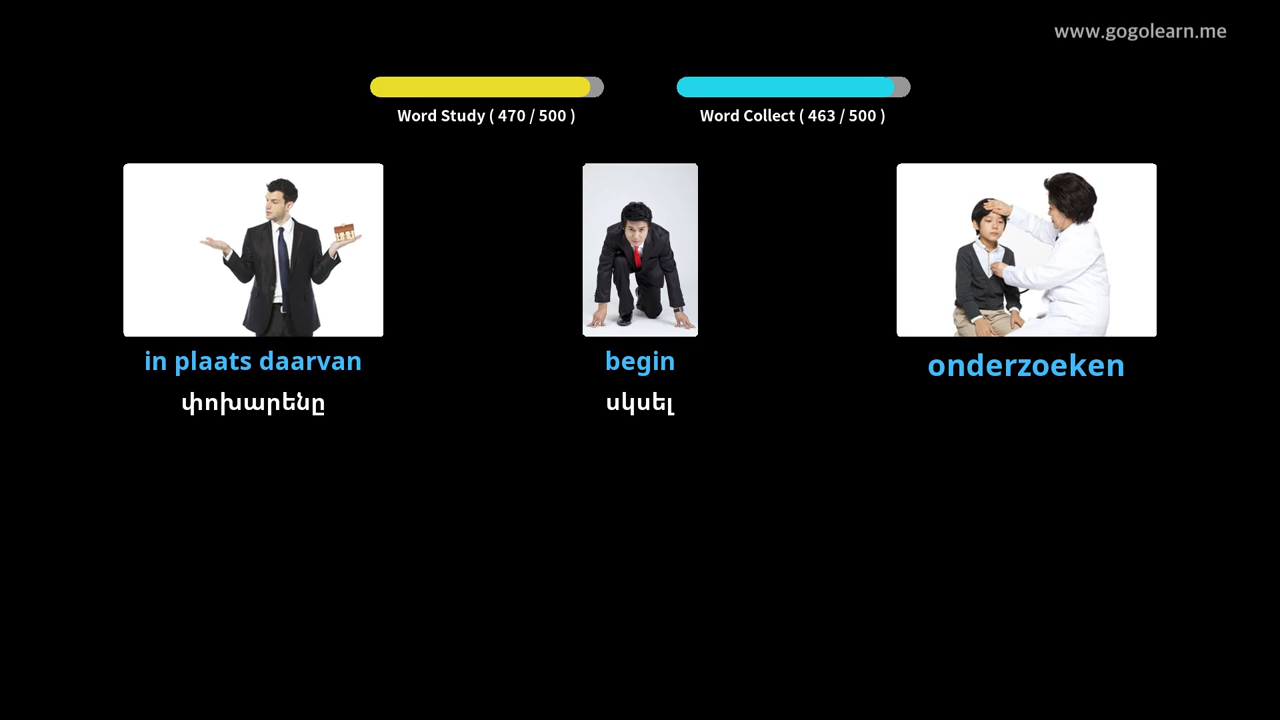 www.gogolearn.me
Word Study ( 470 / 500 )
Word Collect ( 463 / 500 )
in plaats daarvan
փոխարենը
begin
սկսել
onderzoeken